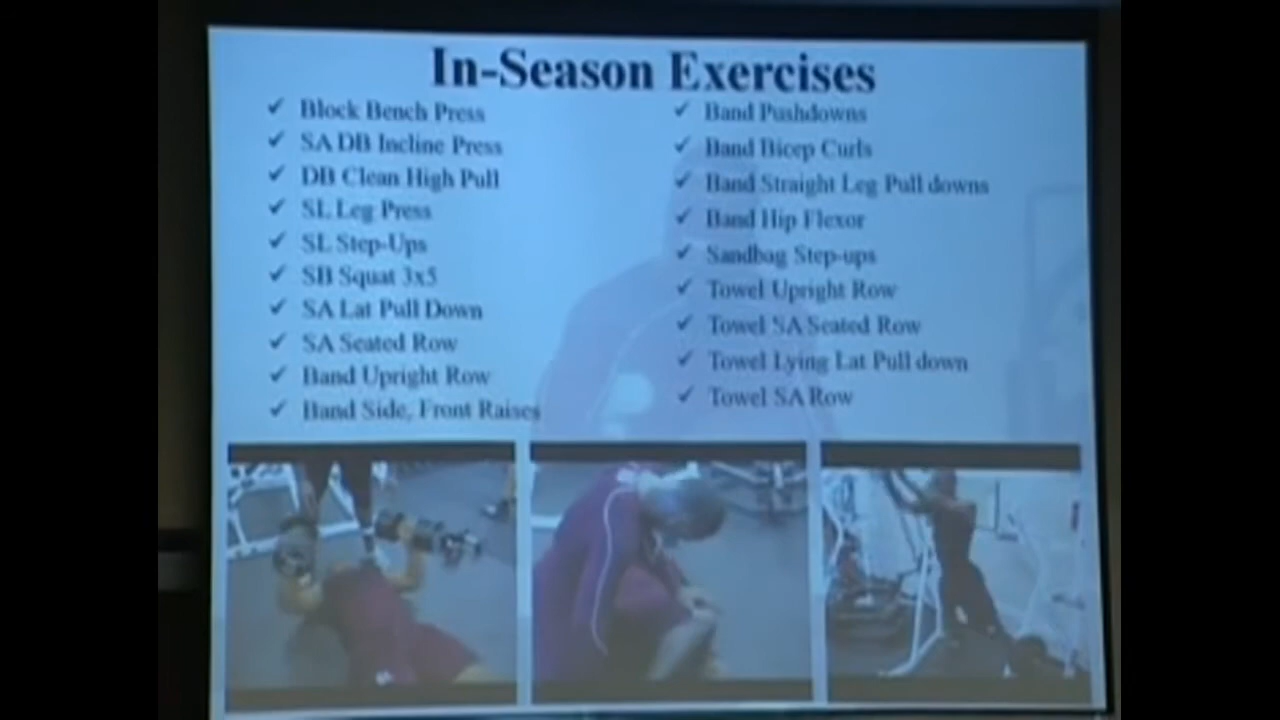 In-Season Exercises
✓ Block Bench Press
✓ SA DB Incline Press
✓ DB Clean High Pull
✓ SL Leg Press
✓ SL Step-Ups
✓ SB Squat 3x5
✓ SA Lat Pull Down
✓ SA Seated Row
✓ Band Upright Row
✓ Band Side, Front Raises
✓ Band Pushdowns
✓ Band Bicep Curls
✓ Band Straight Leg Pull downs
✓ Band Hip Flexor
✓ Sandbag Step-ups
✓ Towel Upright Row
✓ Towel SA Seated Row
✓ Towel Lying Lat Pull down
✓ Towel SA Row